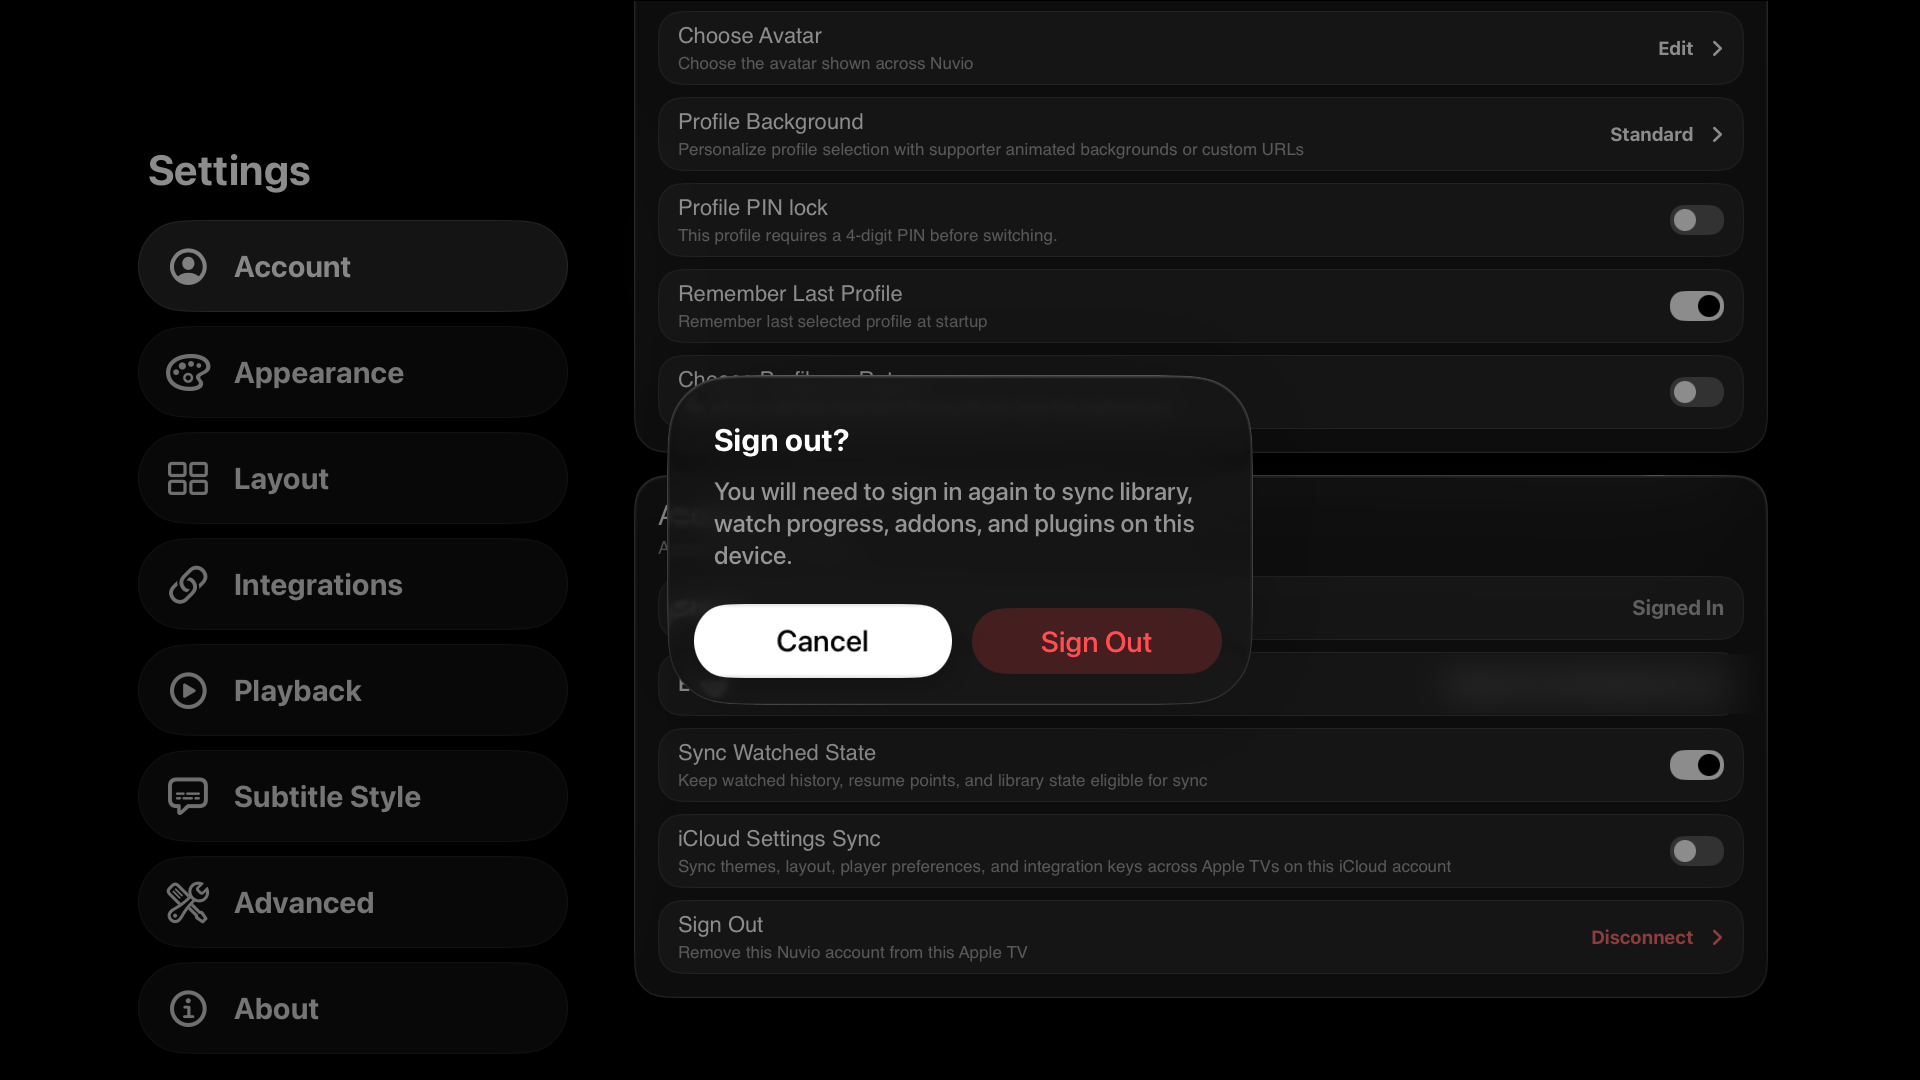 Settings
Account
Appearance
Layout
Integrations
Playback
Subtitle Style
Advanced
About
Choose Avatar
Choose the avatar shown across Nuvio
Edit
Profile Background
Personalize profile selection with supporter animated backgrounds or custom URLs
Standard
Profile PIN lock
This profile requires a 4-digit PIN before switching.
Remember Last Profile
Remember last selected profile at startup
Sign out?
You will need to sign in again to sync library,
watch progress, addons, and plugins on this
device.
Cancel
Sign Out
Signed In
Sync Watched State
Keep watched history, resume points, and library state eligible for sync
iCloud Settings Sync
Sync themes, layout, player preferences, and integration keys across Apple TVs on this iCloud account
Sign Out
Remove this Nuvio account from this Apple TV
Disconnect